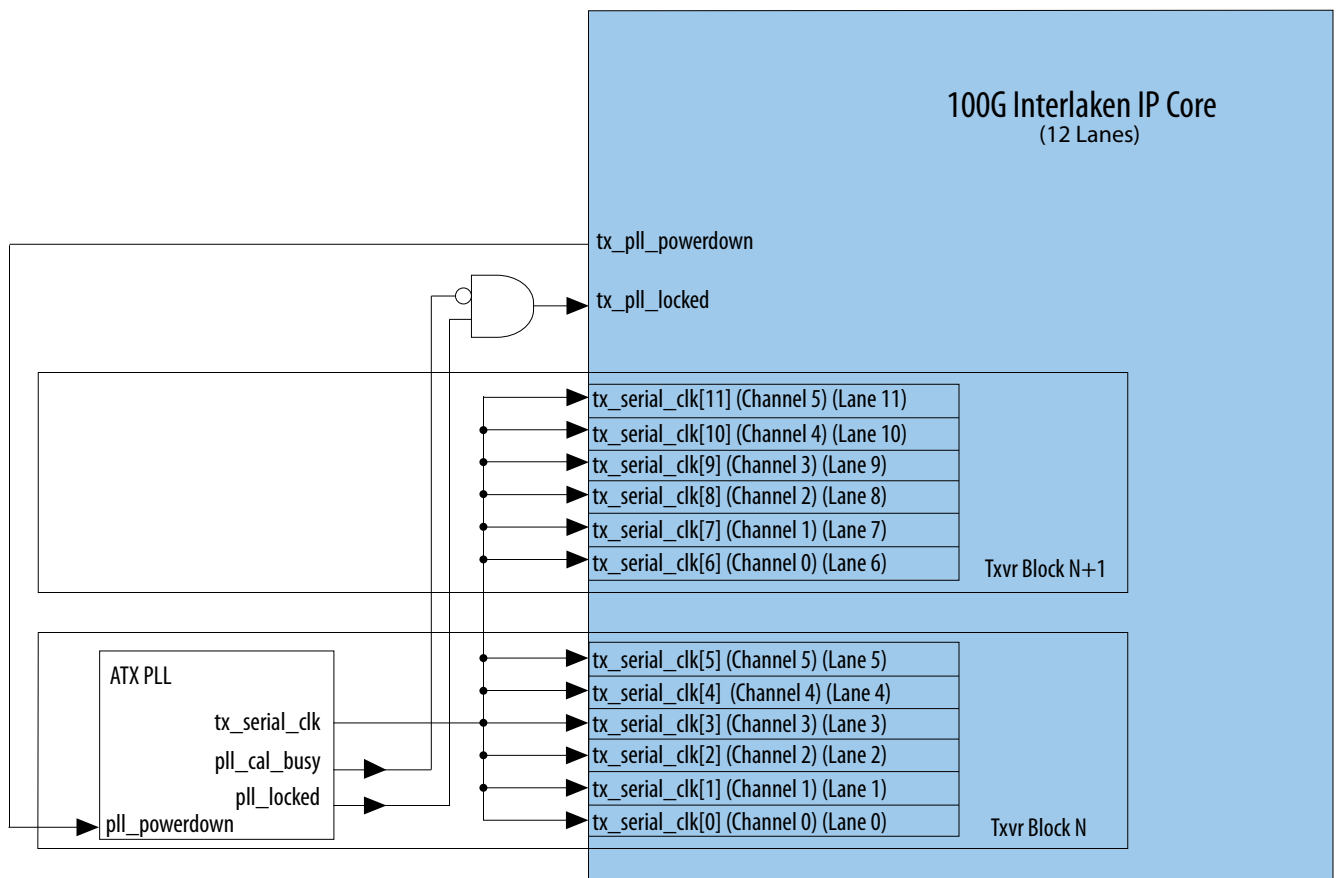 100G Interlaken IP Core
(12 Lanes)
tx_pll_powerdown
tx_pll_locked
tx_serial_clk[11] (Channel 5) (Lane 11)
tx_serial_clk[10] (Channel 4) (Lane 10)
tx_serial_clk[9] (Channel 3) (Lane 9)
tx_serial_clk[8] (Channel 2) (Lane 8)
tx_serial_clk[7] (Channel 1) (Lane 7)
tx_serial_clk[6] (Channel 0) (Lane 6)
Txvr Block N+1
ATX PLL
tx_serial_clk
pll_cal_busy
pll_locked
pll_powerdown
tx_serial_clk[5] (Channel 5) (Lane 5)
tx_serial_clk[4] (Channel 4) (Lane 4)
tx_serial_clk[3] (Channel 3) (Lane 3)
tx_serial_clk[2] (Channel 2) (Lane 2)
tx_serial_clk[1] (Channel 1) (Lane 1)
tx_serial_clk[0] (Channel 0) (Lane 0)
Txvr Block N